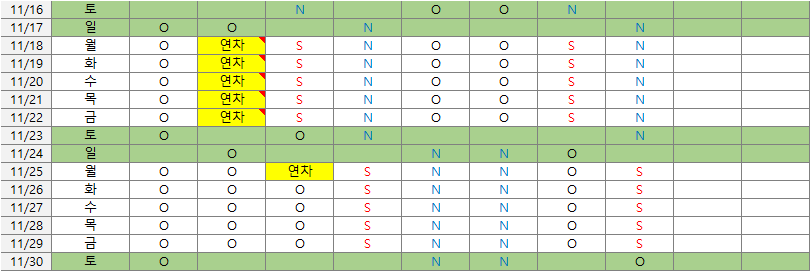 11/16 토 N O O N
11/17 일 O O N N
11/18 월 O 연차 S N O O S N
11/19 화 O 연차 S N O O S N
11/20 수 O 연차 S N O O S N
11/21 목 O 연차 S N O O S N
11/22 금 O 연차 S N O O S N
11/23 토 O O N N
11/24 일 O N N O
11/25 월 O O 연차 S N N O S
11/26 화 O O O S N N O S
11/27 수 O O O S N N O S
11/28 목 O O O S N N O S
11/29 금 O O O S N N O S
11/30 토 O N N O